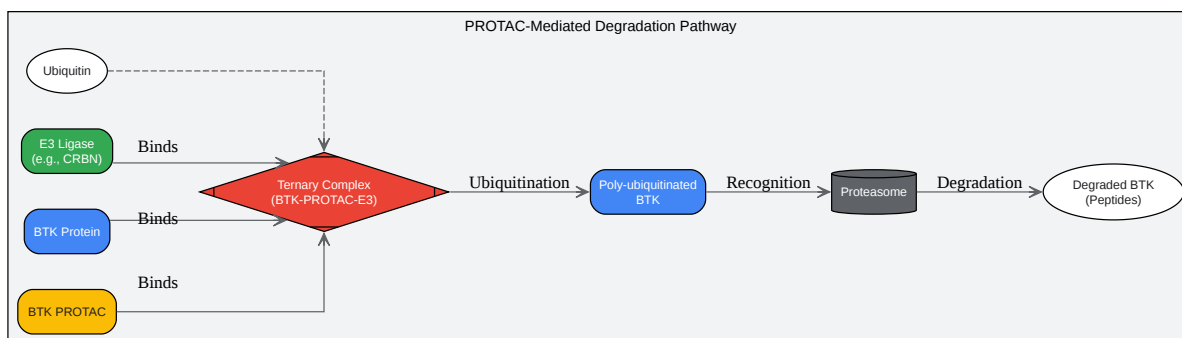 PROTAC-Mediated Degradation Pathway
Ubiquitin
E3 Ligase
(e.g., CRBN)
Binds
BTK Protein
Binds
BTK PROTAC
Binds
Ternary Complex
(BTK-PROTAC-E3)
Ubiquitination
Poly-ubiquitinated
BTK
Recognition
Proteasome
Degradation
Degraded BTK
(Peptides)